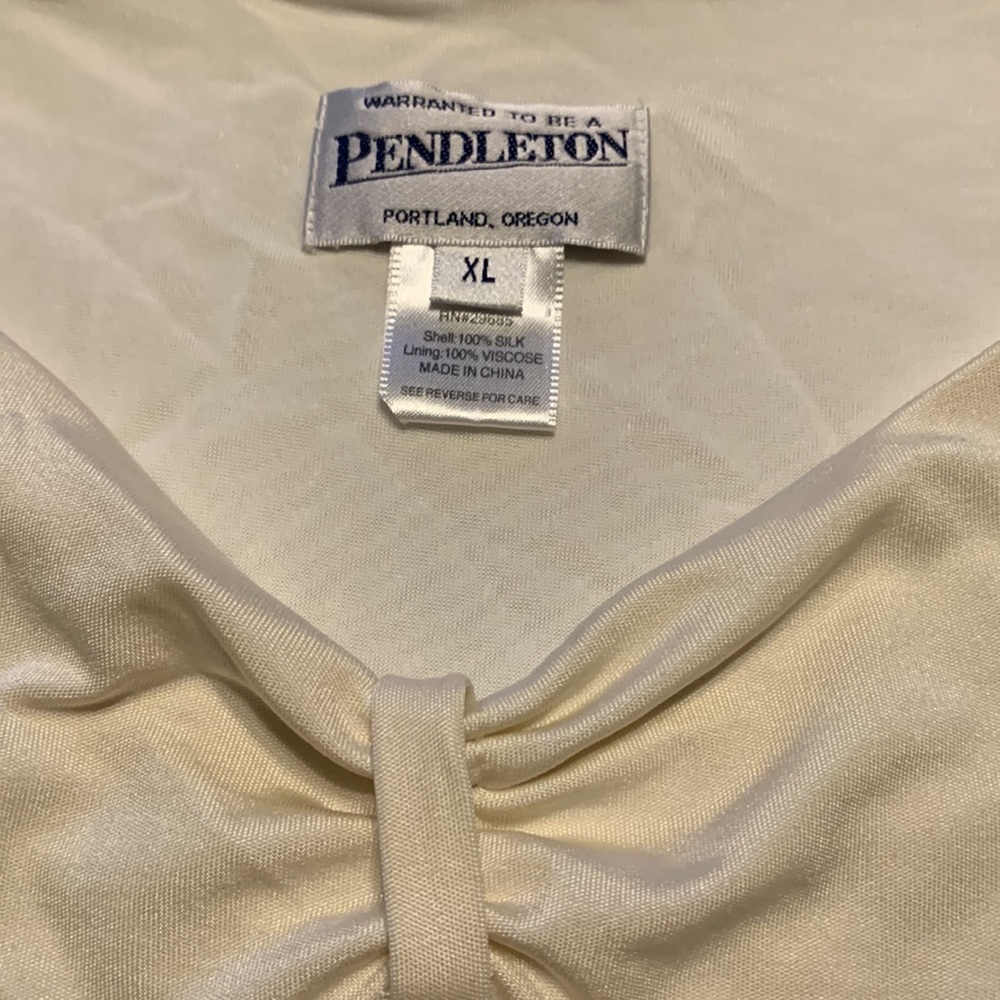 WARRANTED TO BE A
PENDLETON
PORTLAND, OREGON
XL
Shell:100% SILK
Lining:100% VISCOSE
MADE IN CHINA
SEE REVERSE FOR CARE